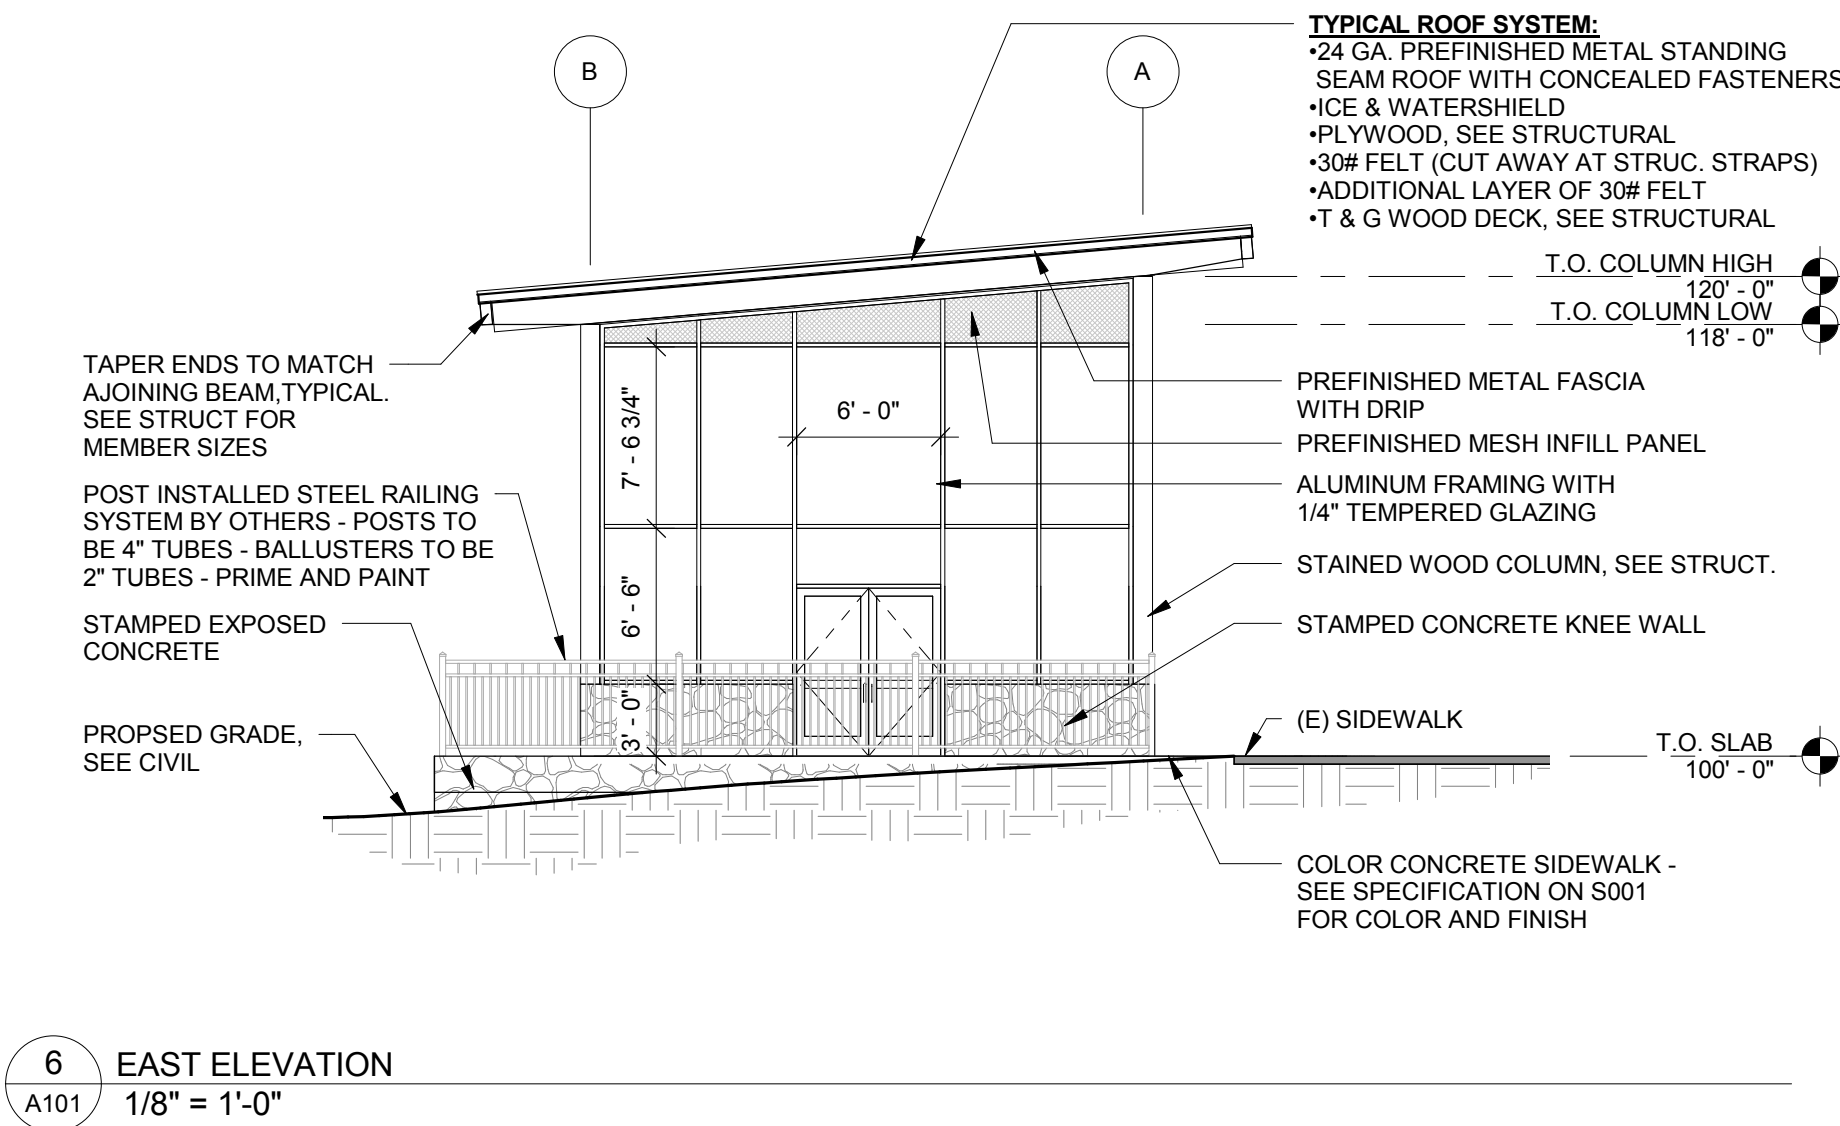 B
A
TYPICAL ROOF SYSTEM:
•24 GA. PREFINISHED METAL STANDING
SEAM ROOF WITH CONCEALED FASTENERS
•ICE & WATERSHIELD
•PLYWOOD, SEE STRUCTURAL
•30# FELT (CUT AWAY AT STRUC. STRAPS)
•ADDITIONAL LAYER OF 30# FELT
•T & G WOOD DECK, SEE STRUCTURAL
T.O. COLUMN HIGH
120' - 0"
T.O. COLUMN LOW
118' - 0"
TAPER ENDS TO MATCH
AJOINING BEAM,TYPICAL.
SEE STRUCT FOR
MEMBER SIZES
POST INSTALLED STEEL RAILING
SYSTEM BY OTHERS - POSTS TO
BE 4" TUBES - BALLUSTERS TO BE
2" TUBES - PRIME AND PAINT
STAMPED EXPOSED
CONCRETE
PROPSED GRADE,
SEE CIVIL
7' - 6 3/4"
6' - 0"
6' - 6"
3' - 0"
PREFINISHED METAL FASCIA
WITH DRIP
PREFINISHED MESH INFILL PANEL
ALUMINUM FRAMING WITH
1/4" TEMPERED GLAZING
STAINED WOOD COLUMN, SEE STRUCT.
STAMPED CONCRETE KNEE WALL
(E) SIDEWALK
T.O. SLAB
100' - 0"
COLOR CONCRETE SIDEWALK -
SEE SPECIFICATION ON S001
FOR COLOR AND FINISH
6
A101
EAST ELEVATION
1/8" = 1'-0"